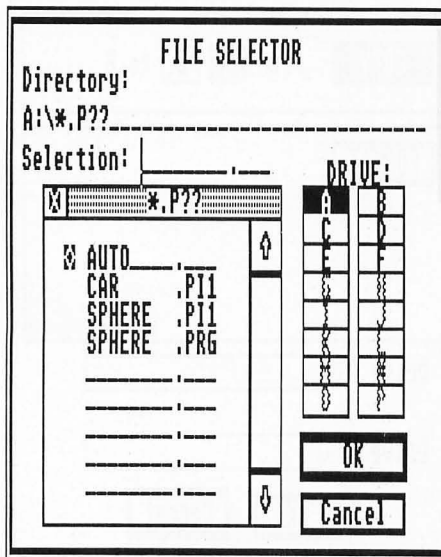 FILE SELECTOR
Directory:
A:\*.P??
Selection:
DRIVE:
*.P??
A B
C D
E F
AUTO .
CAR .PI1
SPHERE .PI1
SPHERE .PRG
OK
Cancel